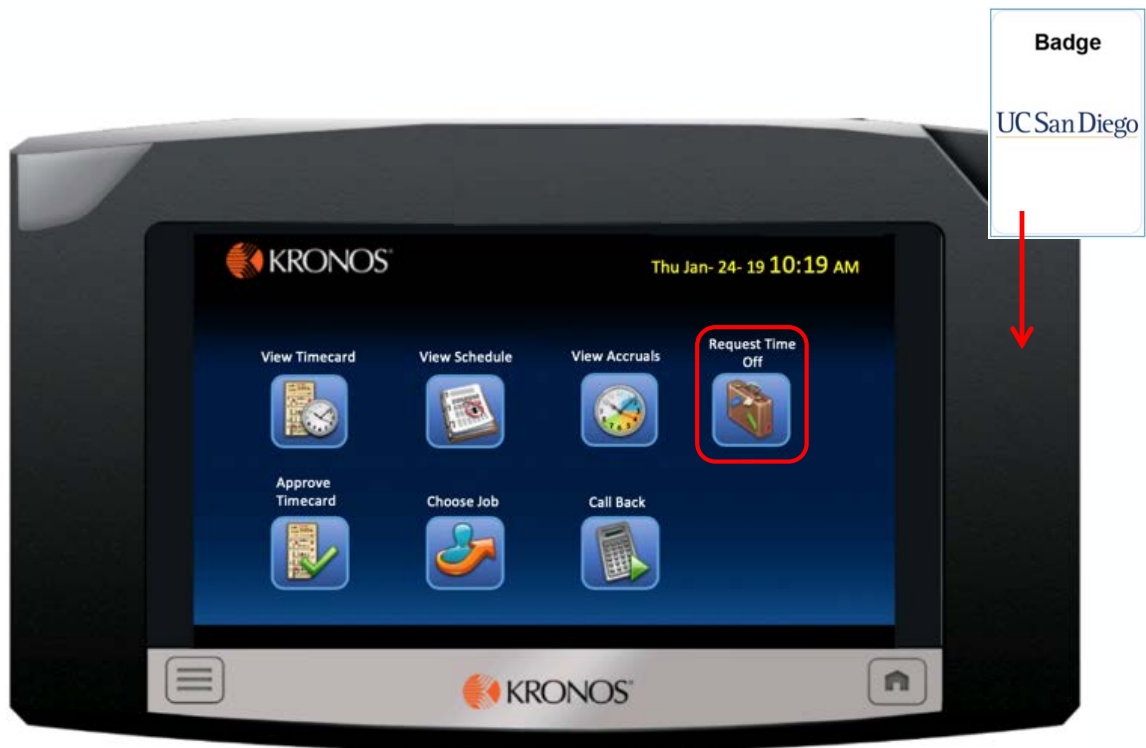 Badge
UC San Diego
KRONOS
Thu Jan- 24- 19 10:19 AM
View Timecard
View Schedule
View Accruals
Request Time
Off
Approve
Timecard
Choose Job
Call Back
KRONOS